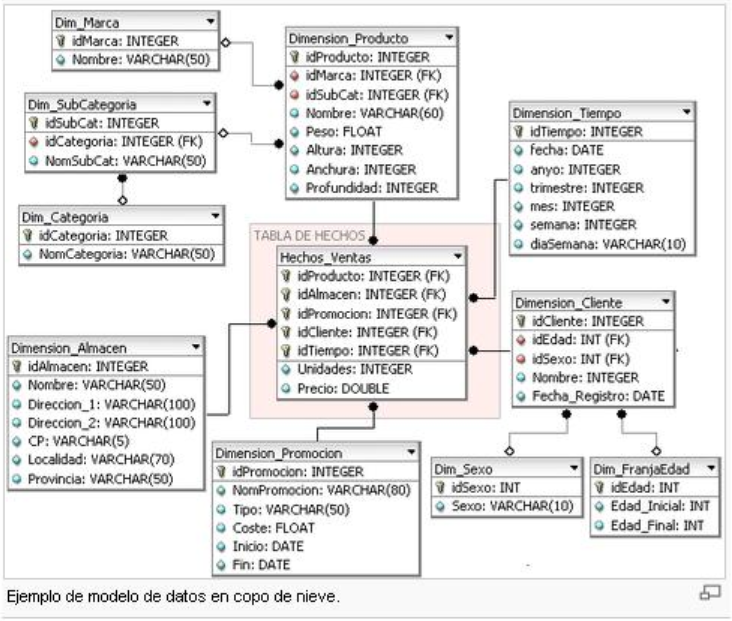 Dim_Marca
idMarca: INTEGER
Nombre: VARCHAR(50)
Dimension_Producto
idProducto: INTEGER
idMarca: INTEGER (FK)
idSubCat: INTEGER (FK)
Nombre: VARCHAR(60)
Peso: FLOAT
Altura: INTEGER
Anchura: INTEGER
Profundidad: INTEGER
Dim_SubCategoria
idSubCat: INTEGER
idCategoria: INTEGER (FK)
NomSubCat: VARCHAR(50)
Dimension_Tiempo
idTiempo: INTEGER
fecha: DATE
anyo: INTEGER
trimestre: INTEGER
mes: INTEGER
semana: INTEGER
diaSemana: VARCHAR(10)
Dim_Categoria
idCategoria: INTEGER
NomCategoria: VARCHAR(50)
TABLA DE HECHOS
Hechos_Ventas
idProducto: INTEGER (FK)
idAlmacen: INTEGER (FK)
idPromocion: INTEGER (FK)
idCliente: INTEGER (FK)
idTiempo: INTEGER (FK)
Unidades: INTEGER
Precio: DOUBLE
Dimension_Cliente
idCliente: INTEGER
idEdad: INT (FK)
idSexo: INT (FK)
Nombre: INTEGER
Fecha_Registro: DATE
Dimension_Almacen
idAlmacen: INTEGER
Nombre: VARCHAR(50)
Direccion_1: VARCHAR(100)
Direccion_2: VARCHAR(100)
CP: VARCHAR(5)
Localidad: VARCHAR(70)
Provincia: VARCHAR(50)
Dimension_Promocion
idPromocion: INTEGER
NomPromocion: VARCHAR(80)
Tipo: VARCHAR(50)
Coste: FLOAT
Inicio: DATE
Fin: DATE
Dim_Sexo
idSexo: INT
Sexo: VARCHAR(10)
Dim_FranjaEdad
idEdad: INT
Edad_Inicial: INT
Edad_Final: INT
Ejemplo de modelo de datos en copo de nieve.